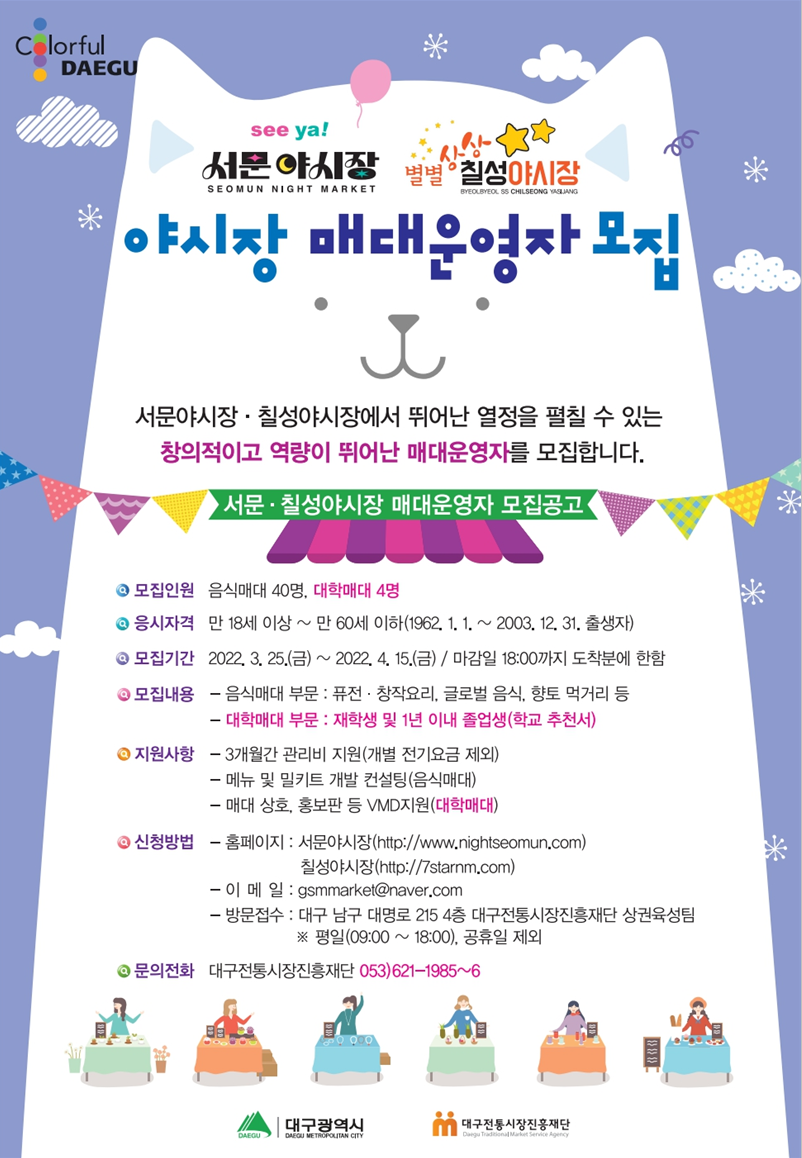 Colorful
DAEGU
see ya!
서문야시장
SEOMUN NIGHT MARKET
별별상상 칠성야시장
BYEOLBYEOL SS CHILSEONG YASIJANG
야시장 매대운영자 모집
서문야시장 · 칠성야시장에서 뛰어난 열정을 펼칠 수 있는
창의적이고 역량이 뛰어난 매대운영자를 모집합니다.
서문 · 칠성야시장 매대운영자 모집공고
모집인원 음식매대 40명, 대학매대 4명
응시자격 만 18세 이상 ~ 만 60세 이하(1962. 1. 1. ~ 2003. 12. 31. 출생자)
모집기간 2022. 3. 25.(금) ~ 2022. 4. 15.(금) / 마감일 18:00까지 도착분에 한함
모집내용 - 음식매대 부문 : 퓨전 · 창작요리, 글로벌 음식, 향토 먹거리 등
- 대학매대 부문 : 재학생 및 1년 이내 졸업생(학교 추천서)
지원사항 - 3개월간 관리비 지원(개별 전기요금 제외)
- 메뉴 및 밀키트 개발 컨설팅(음식매대)
- 매대 상호, 홍보판 등 VMD지원(대학매대)
신청방법 - 홈페이지 : 서문야시장(http://www.nightseomun.com)
칠성야시장(http://7starnm.com)
- 이 메 일 : gsmmarket@naver.com
- 방문접수 : 대구 남구 대명로 215 4층 대구전통시장진흥재단 상권육성팀
※ 평일(09:00 ~ 18:00), 공휴일 제외
문의전화 대구전통시장진흥재단 053)621-1985~6
DAEGU 대구광역시
DAEGU METROPOLITAN CITY
대구전통시장진흥재단
Daegu Traditional Market Service Agency